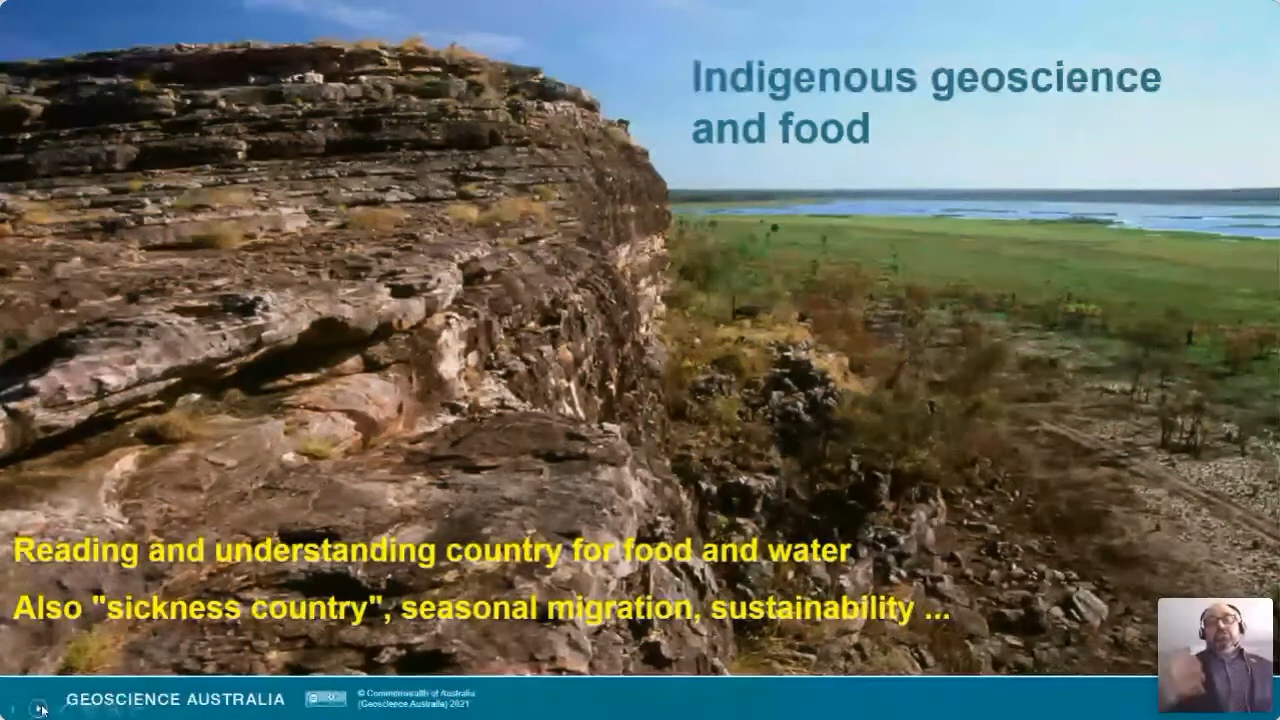 Indigenous geoscience
and food
Reading and understanding country for food and water
Also "sickness country", seasonal migration, sustainability ...
GEOSCIENCE AUSTRALIA
© Commonwealth of Australia
(Geoscience Australia) 2021